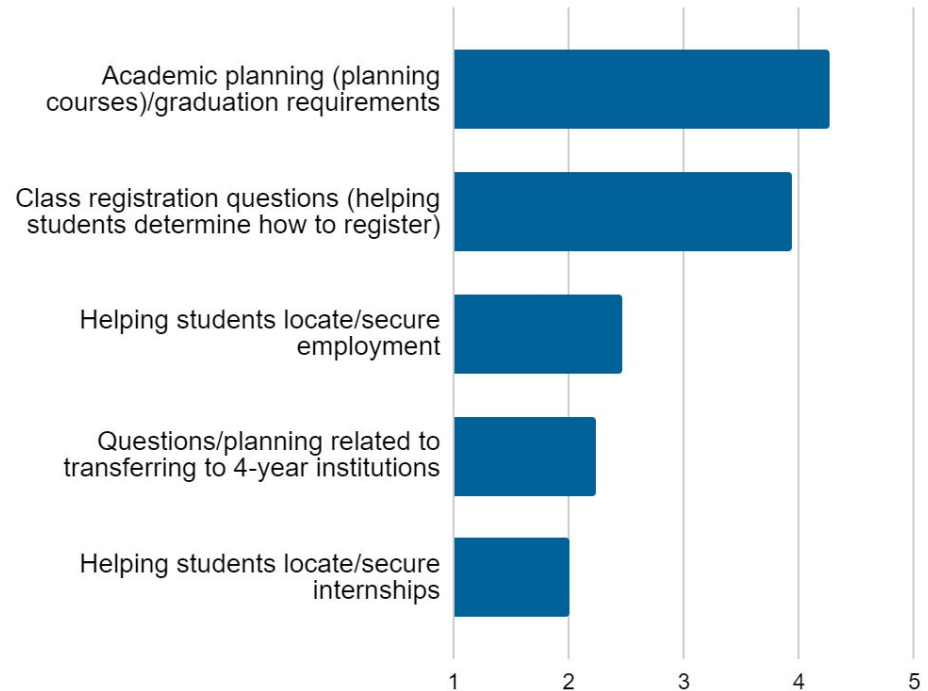 Academic planning (planning
courses)/graduation requirements
Class registration questions (helping
students determine how to register)
Helping students locate/secure
employment
Questions/planning related to
transferring to 4-year institutions
Helping students locate/secure
internships
1 2 3 4 5